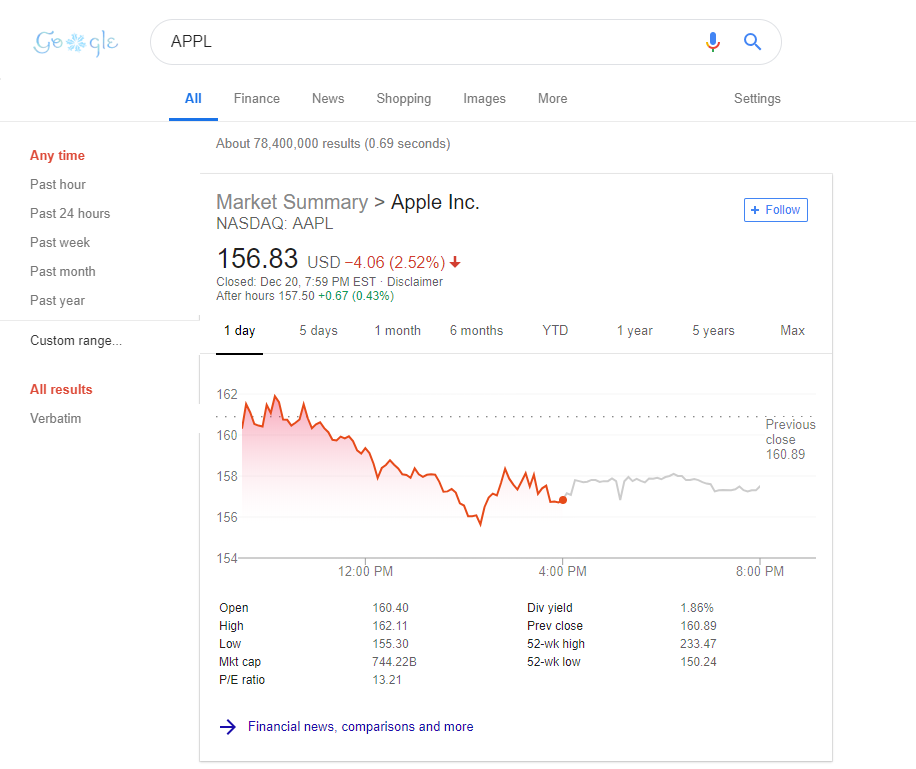 Google
APPL
All Finance News Shopping Images More Settings
About 78,400,000 results (0.69 seconds)
Any time
Past hour
Past 24 hours
Past week
Past month
Past year
Custom range...
All results
Verbatim
Market Summary > Apple Inc.
+ Follow
NASDAQ: AAPL
156.83 USD −4.06 (2.52%)
Closed: Dec 20, 7:59 PM EST · Disclaimer
After hours 157.50 +0.67 (0.43%)
1 day 5 days 1 month 6 months YTD 1 year 5 years Max
162
160
158
156
154
Previous
close
160.89
12:00 PM 4:00 PM 8:00 PM
Open 160.40 Div yield 1.86%
High 162.11 Prev close 160.89
Low 155.30 52-wk high 233.47
Mkt cap 744.22B 52-wk low 150.24
P/E ratio 13.21
Financial news, comparisons and more